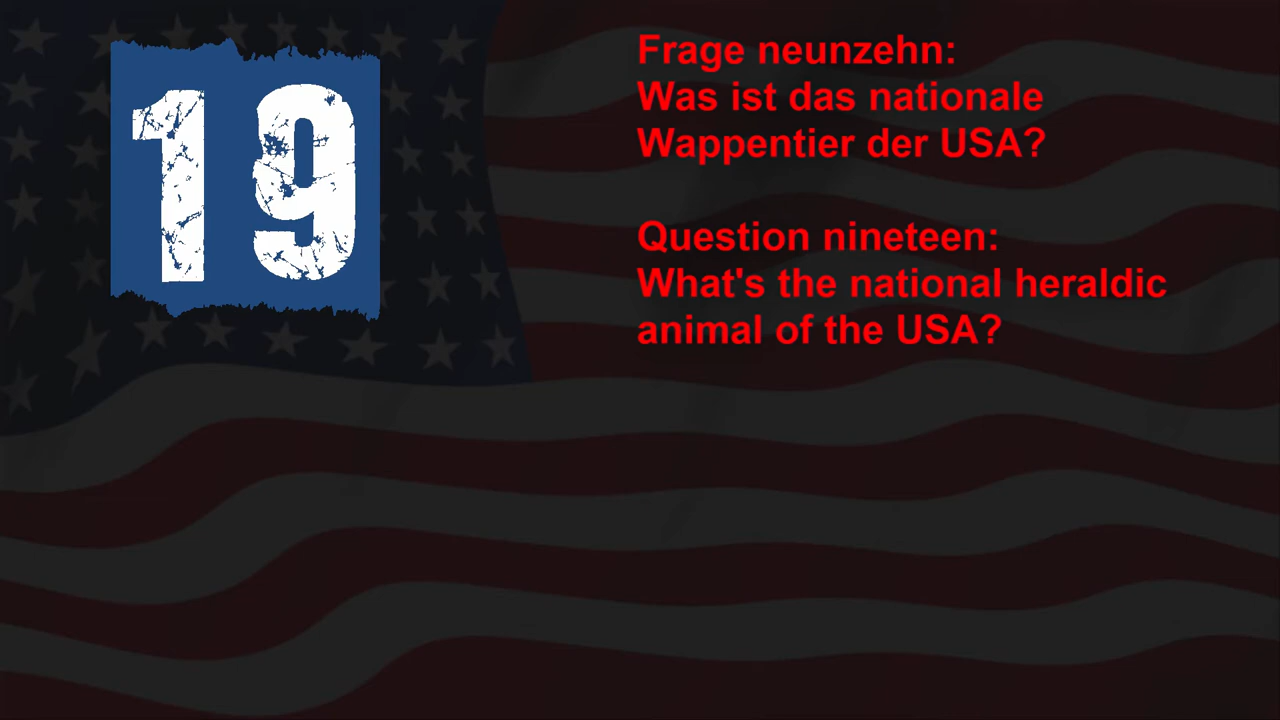 19
Frage neunzehn:
Was ist das nationale
Wappentier der USA?
Question nineteen:
What's the national heraldic
animal of the USA?